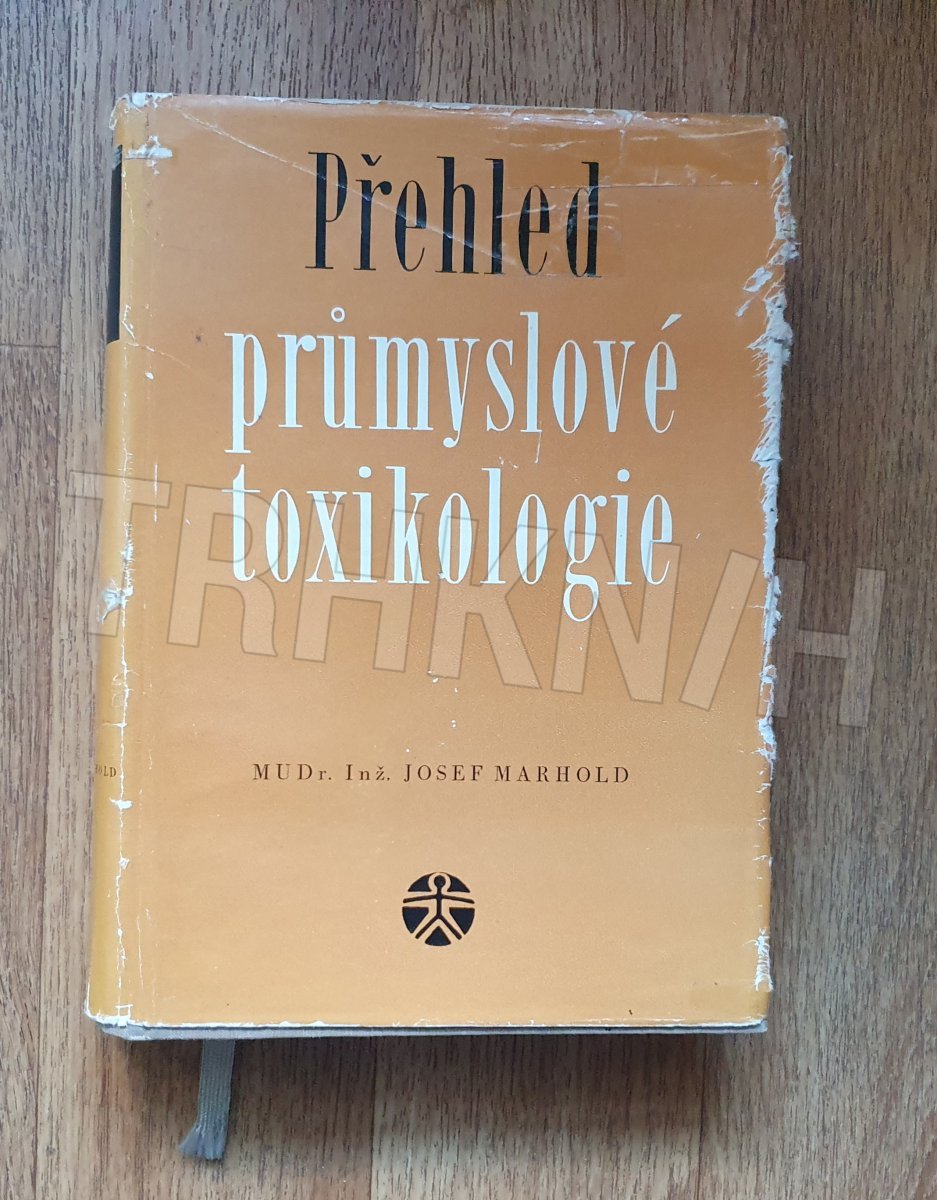 Přehled
průmyslové
toxikologie
MUDr. Inž. JOSEF MARHOLD
TRHKNIH